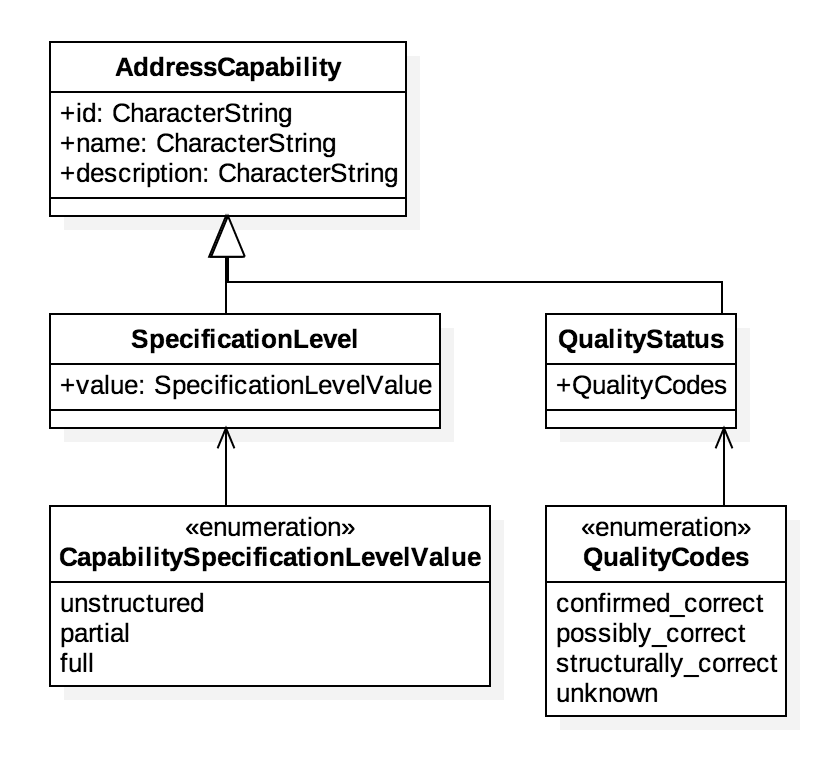 AddressCapability
+id: CharacterString
+name: CharacterString
+description: CharacterString
SpecificationLevel
+value: SpecificationLevelValue
QualityStatus
+QualityCodes
«enumeration»
CapabilitySpecificationLevelValue
unstructured
partial
full
«enumeration»
QualityCodes
confirmed_correct
possibly_correct
structurally_correct
unknown